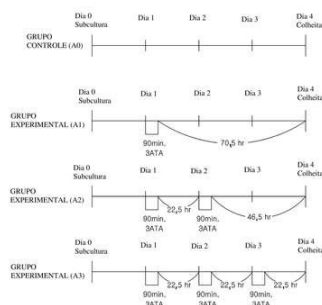 Dia 0
Subcultura
Dia 1
Dia 2
Dia 3
Dia 4
Colheita
GRUPO
CONTROLE (A0)
Dia 0
Subcultura
Dia 1
Dia 2
Dia 3
Dia 4
Colheita
GRUPO
EXPERIMENTAL (A1)
90min.
3ATA
70,5 hr
Dia 0
Subcultura
Dia 1
Dia 2
Dia 3
Dia 4
Colheita
GRUPO
EXPERIMENTAL (A2)
22,5 hr
46,5 hr
90min.
3ATA
90min.
3ATA
Dia 0
Subcultura
Dia 1
Dia 2
Dia 3
Dia 4
Colheita
GRUPO
EXPERIMENTAL (A3)
22,5 hr
22,5 hr
22,5 hr
90min.
3ATA
90min.
3ATA
90min.
3ATA